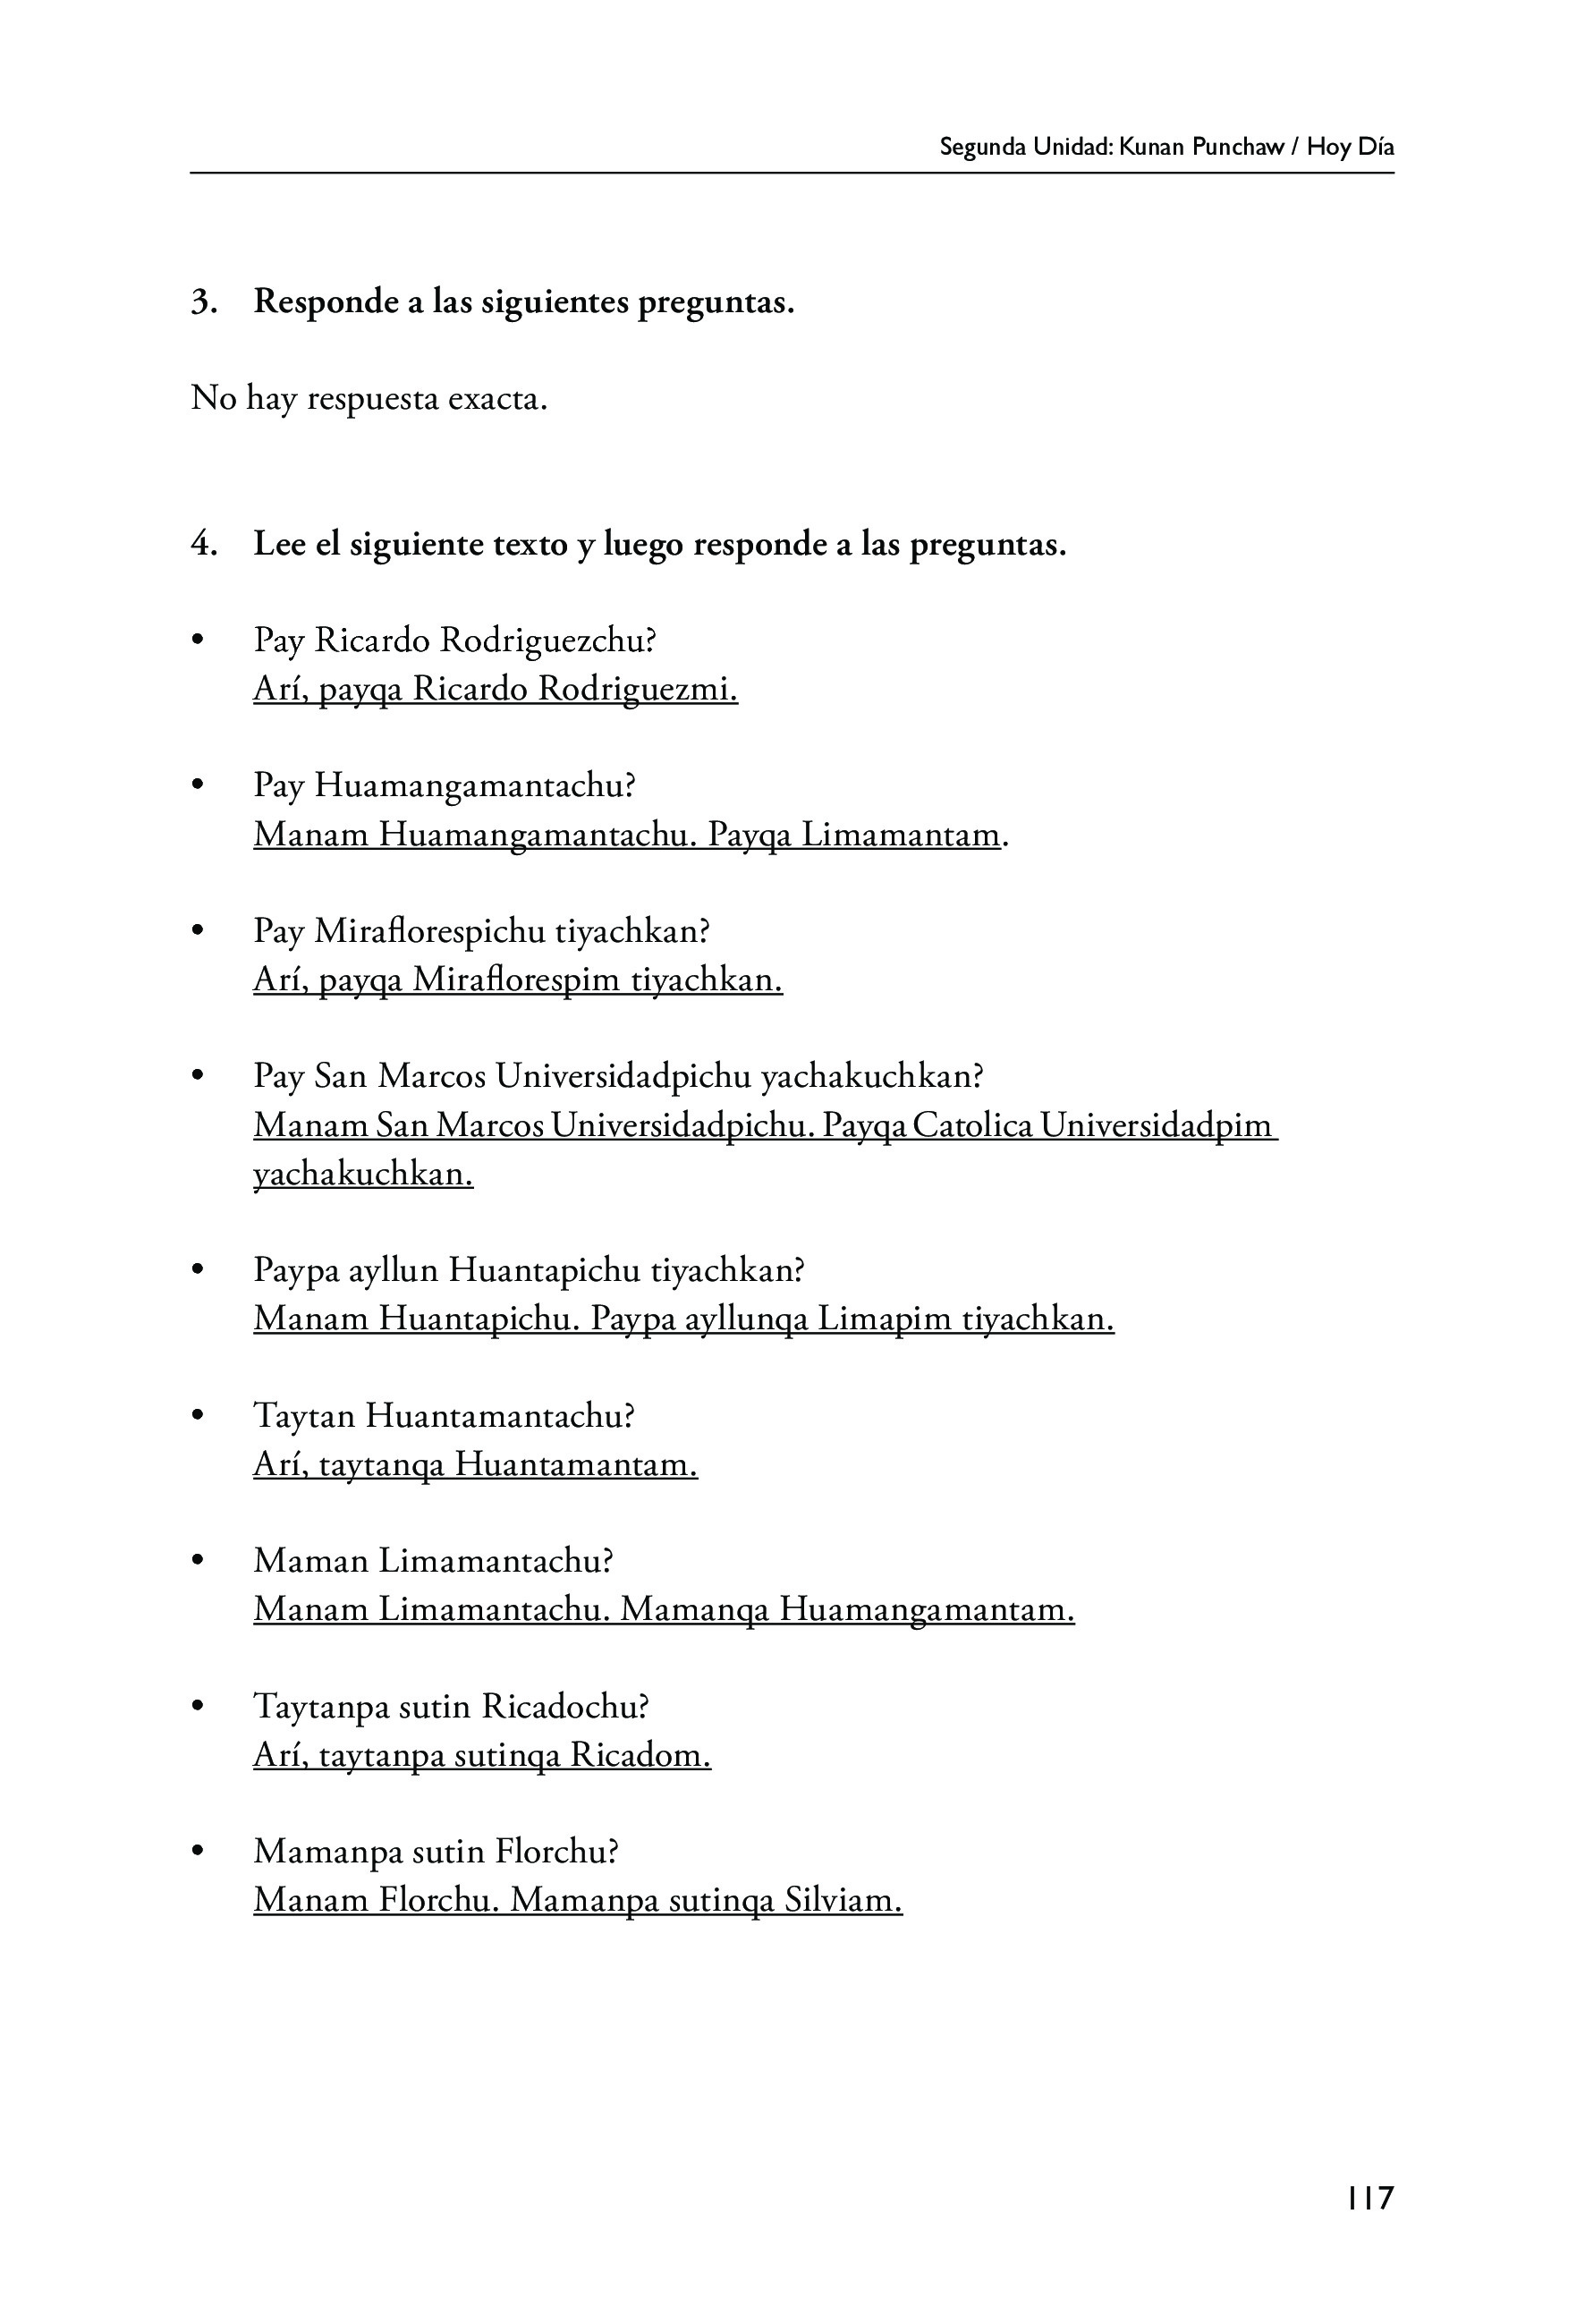 Segunda Unidad: Kunan Punchaw / Hoy Día
3. Responde a las siguientes preguntas.
No hay respuesta exacta.
4. Lee el siguiente texto y luego responde a las preguntas.
• Pay Ricardo Rodriguezchu?
Arí, payqa Ricardo Rodriguezmi.
• Pay Huamangamantachu?
Manam Huamangamantachu. Payqa Limamantam.
• Pay Miraflorespichu tiyachkan?
Arí, payqa Miraflorespim tiyachkan.
• Pay San Marcos Universidadpichu yachakuchkan?
Manam San Marcos Universidadpichu. Payqa Catolica Universidadpim
yachakuchkan.
• Paypa ayllun Huantapichu tiyachkan?
Manam Huantapichu. Paypa ayllunqa Limapim tiyachkan.
• Taytan Huantamantachu?
Arí, taytanqa Huantamantam.
• Maman Limamantachu?
Manam Limamantachu. Mamanqa Huamangamantam.
• Taytanpa sutin Ricadochu?
Arí, taytanpa sutinqa Ricadom.
• Mamanpa sutin Florchu?
Manam Florchu. Mamanpa sutinqa Silviam.
117